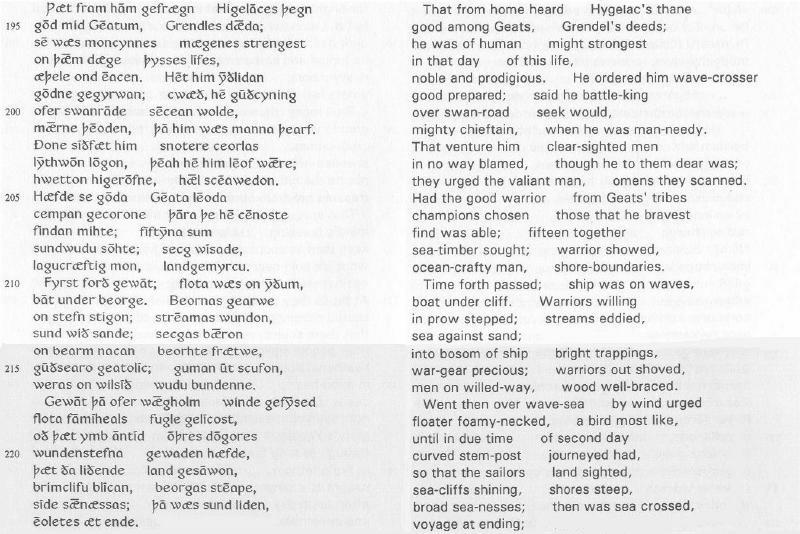 Þæt fram hām gefrægn Higelāces þegn
195 gōd mid Gēatum, Grendles dǣda;
sē wæs moncynnes mægenes strengest
on þǣm dæge þysses līfes,
æþele ond ēacen. Hēt him ȳðlidan
gōdne gegyrwan; cwæð, hē gūðcyning
200 ofer swanrāde sēcean wolde,
mǣrne þēoden, þā him wæs manna þearf.
Ðone sīðfæt him snotere ceorlas
lȳthwōn lōgon, þēah hē him lēof wǣre;
hwetton higerōfne, hǣl scēawedon.
205 Hæfde se gōda Gēata lēoda
cempan gecorone þāra þe hē cēnoste
findan mihte; fīftȳna sum
sundwudu sōhte; secg wīsade,
lagucræftig mon, landgemyrcu.
210 Fyrst forð gewāt; flota wæs on ȳðum,
bāt under beorge. Beornas gearwe
on stefn stigon; strēamas wundon,
sund wið sande; secgas bǣron
on bearm nacan beorhte frætwe,
215 gūðsearo geatolic; guman ūt scufon,
weras on wilsīð wudu bundenne.
Gewāt þā ofer wǣgholm winde gefȳsed
flota fāmīheals fugle gelīcost,
oð þæt ymb āntīd ōþres dōgores
220 wundenstefna gewaden hæfde,
þæt ðā līðende land gesāwon,
brimclifu blīcan, beorgas stēape,
sīde sǣnæssas; þā wæs sund liden,
ēoletes æt ende.
That from home heard Hygelac's thane
good among Geats, Grendel's deeds;
he was of human might strongest
in that day of this life,
noble and prodigious. He ordered him wave-crosser
good prepared; said he battle-king
over swan-road seek would,
mighty chieftain, when he was man-needy.
That venture him clear-sighted men
in no way blamed, though he to them dear was;
they urged the valiant man, omens they scanned.
Had the good warrior from Geats' tribes
champions chosen those that he bravest
find was able; fifteen together
sea-timber sought; warrior showed,
ocean-crafty man, shore-boundaries.
Time forth passed; ship was on waves,
boat under cliff. Warriors willing
in prow stepped; streams eddied,
sea against sand;
into bosom of ship bright trappings,
war-gear precious; warriors out shoved,
men on willed-way, wood well-braced.
Went then over wave-sea by wind urged
floater foamy-necked, a bird most like,
until in due time of second day
curved stem-post journeyed had,
so that the sailors land sighted,
sea-cliffs shining, shores steep,
broad sea-nesses; then was sea crossed,
voyage at ending;